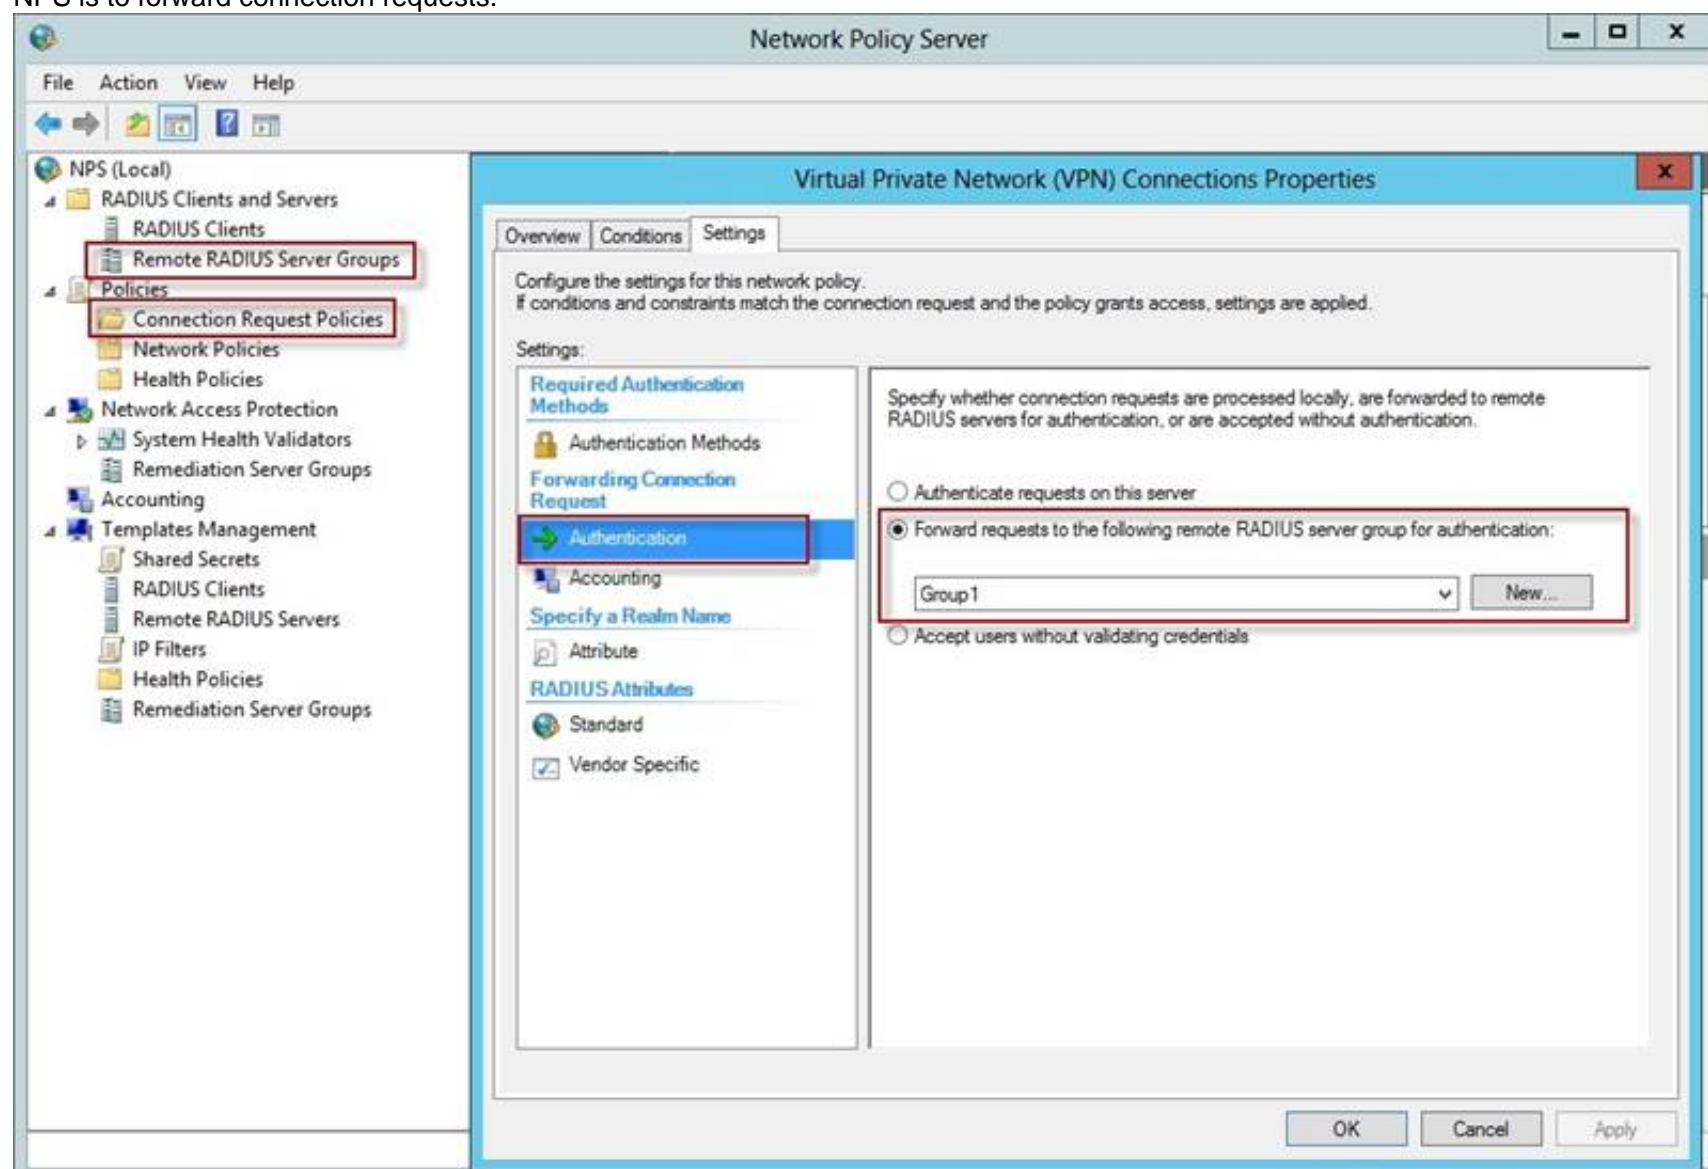 NPS is to forward connection requests.
Network Policy Server
File Action View Help
NPS (Local)
RADIUS Clients and Servers
RADIUS Clients
Remote RADIUS Server Groups
Policies
Connection Request Policies
Network Policies
Health Policies
Network Access Protection
System Health Validators
Remediation Server Groups
Accounting
Templates Management
Shared Secrets
RADIUS Clients
Remote RADIUS Servers
IP Filters
Health Policies
Remediation Server Groups
Virtual Private Network (VPN) Connections Properties
Overview Conditions Settings
Configure the settings for this network policy.
If conditions and constraints match the connection request and the policy grants access, settings are applied.
Settings:
Required Authentication
Methods
Authentication Methods
Forwarding Connection
Request
Authentication
Accounting
Specify a Realm Name
Attribute
RADIUS Attributes
Standard
Vendor Specific
Specify whether connection requests are processed locally, are forwarded to remote
RADIUS servers for authentication, or are accepted without authentication.
Authenticate requests on this server
Forward requests to the following remote RADIUS server group for authentication:
Group1
New...
Accept users without validating credentials
OK Cancel Apply